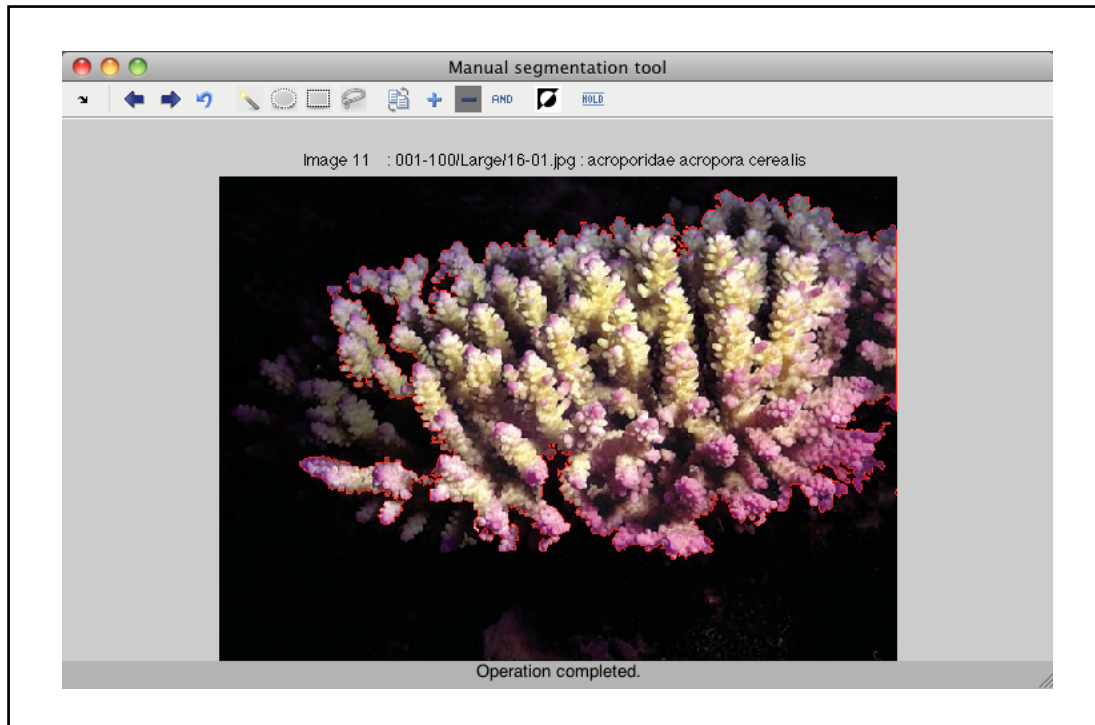 Manual segmentation tool
AND
HOLD
Image 11 : 001-100/Large/16-01.jpg : acroporidae acropora cerealis
Operation completed.